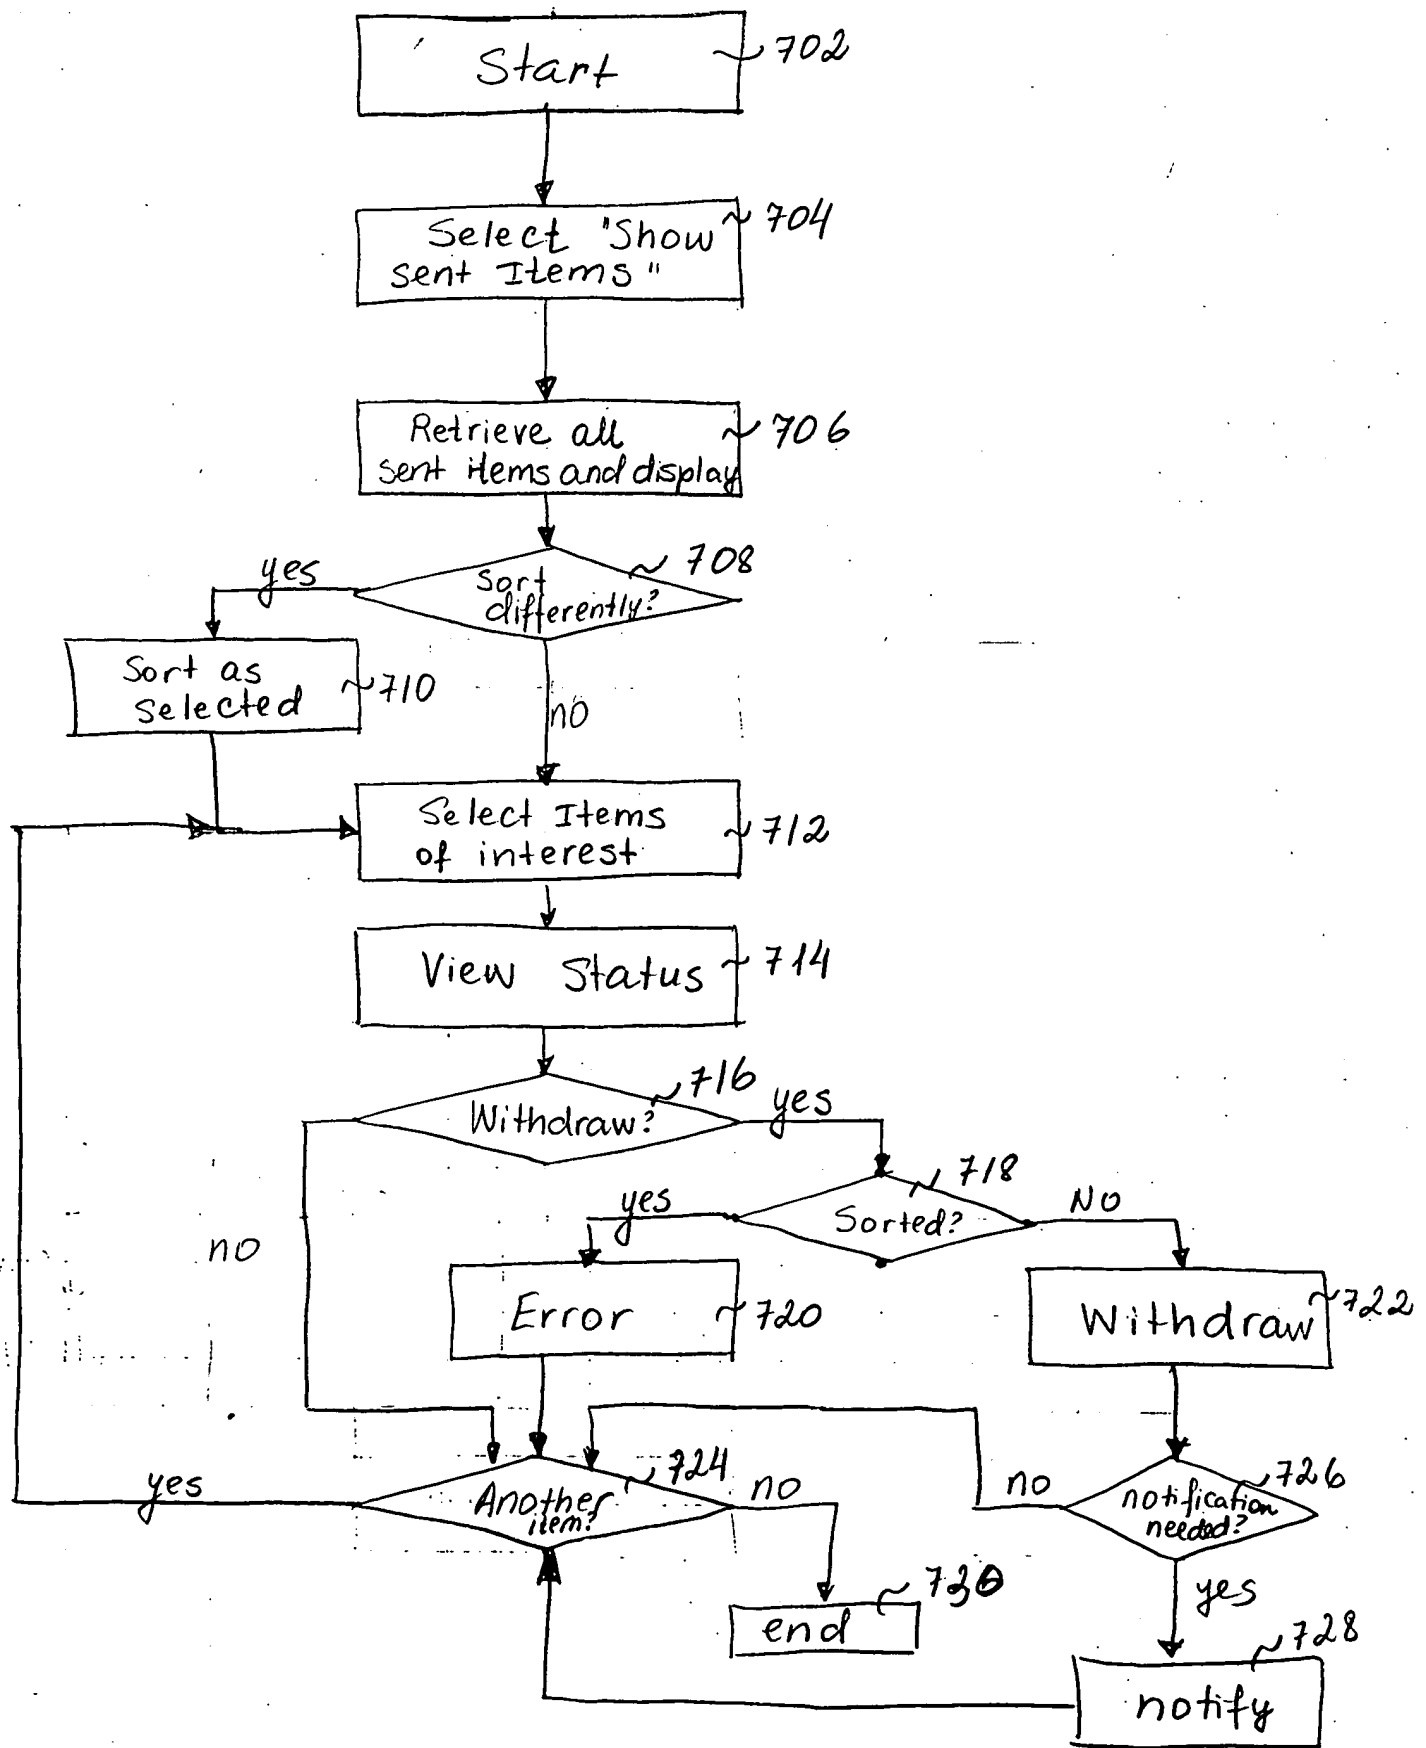 Start
702
Select "Show
sent Items"
704
Retrieve all
sent items and display
706
Sort
differently?
708
yes
Sort as
selected
710
no
Select Items
of interest
712
View Status
714
Withdraw?
716
yes
Sorted?
718
yes
NO
no
Error
720
Withdraw
722
Another
item?
724
yes
no
notification
needed?
726
no
yes
end
730
notify
728